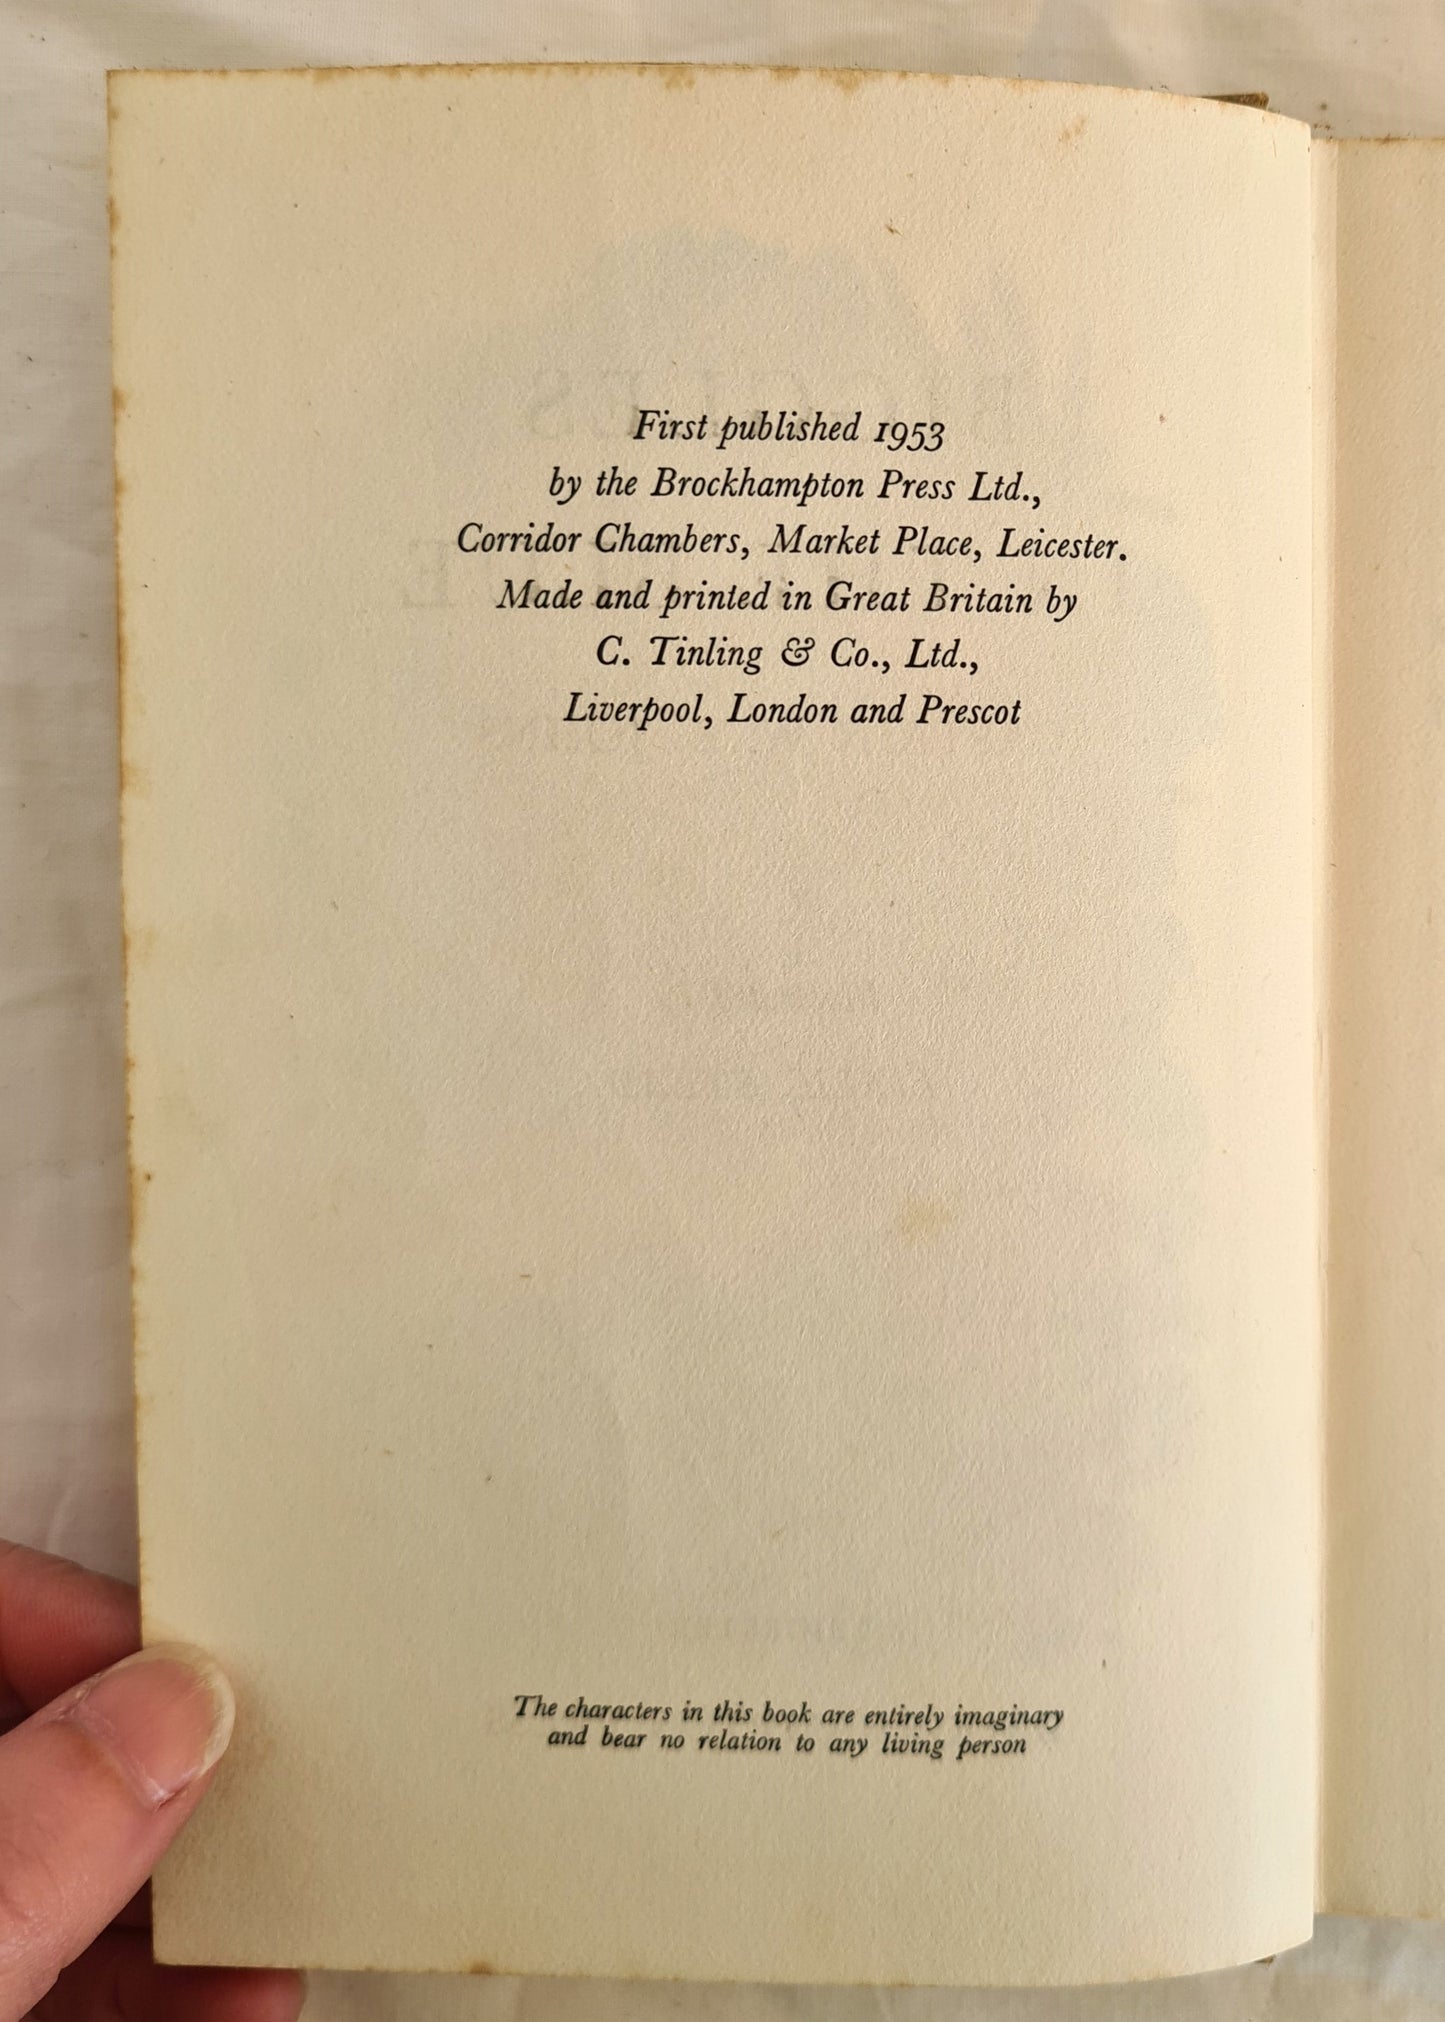 First published 1953
by the Brockhampton Press Ltd.,
Corridor Chambers, Market Place, Leicester.
Made and printed in Great Britain by
C. Tinling & Co., Ltd.,
Liverpool, London and Prescot
The characters in this book are entirely imaginary
and bear no relation to any living person